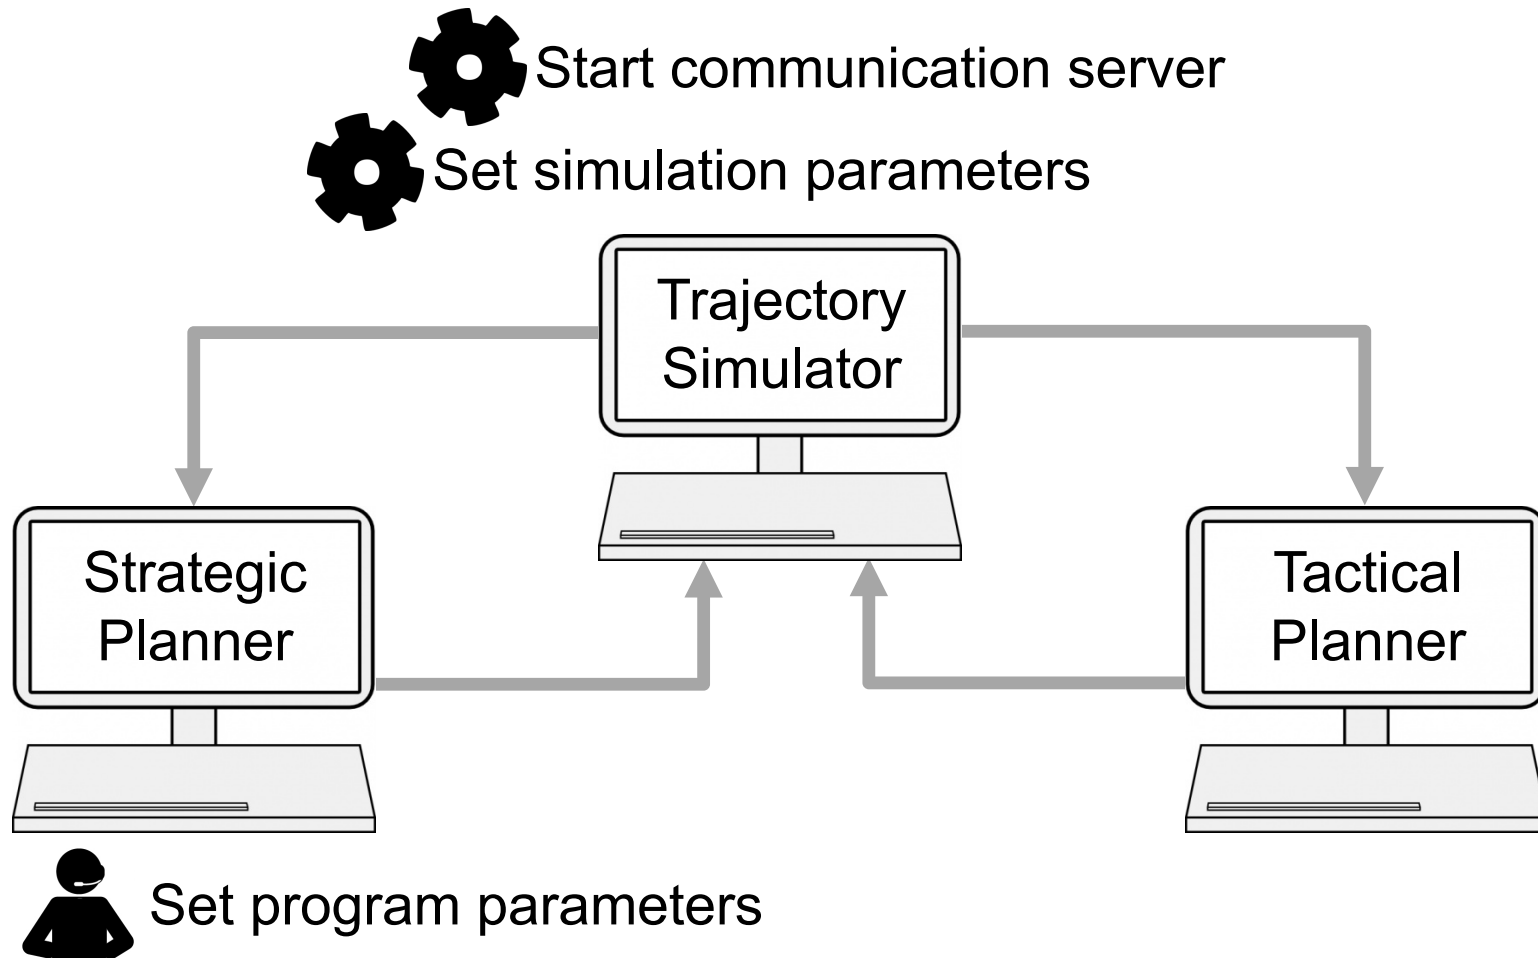 Start communication server
Set simulation parameters
Trajectory
Simulator
Strategic
Planner
Tactical
Planner
Set program parameters